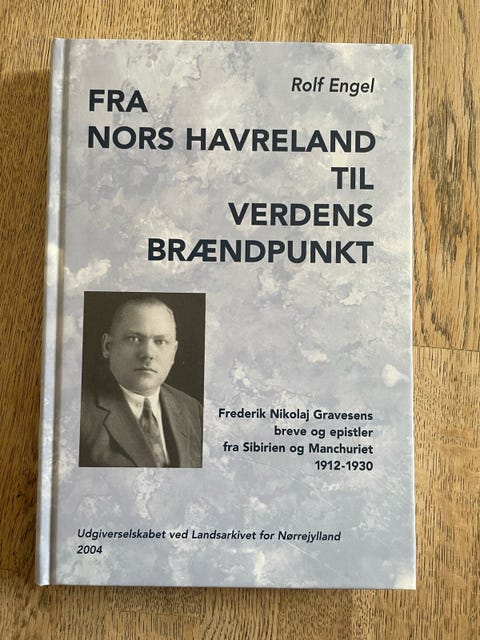 Rolf Engel
FRA
NORS HAVRELAND
TIL
VERDENS
BRÆNDPUNKT
Frederik Nikolaj Gravesens
breve og epistler
fra Sibirien og Manchuriet
1912-1930
Udgiverselskabet ved Landsarkivet for Nørrejylland
2004